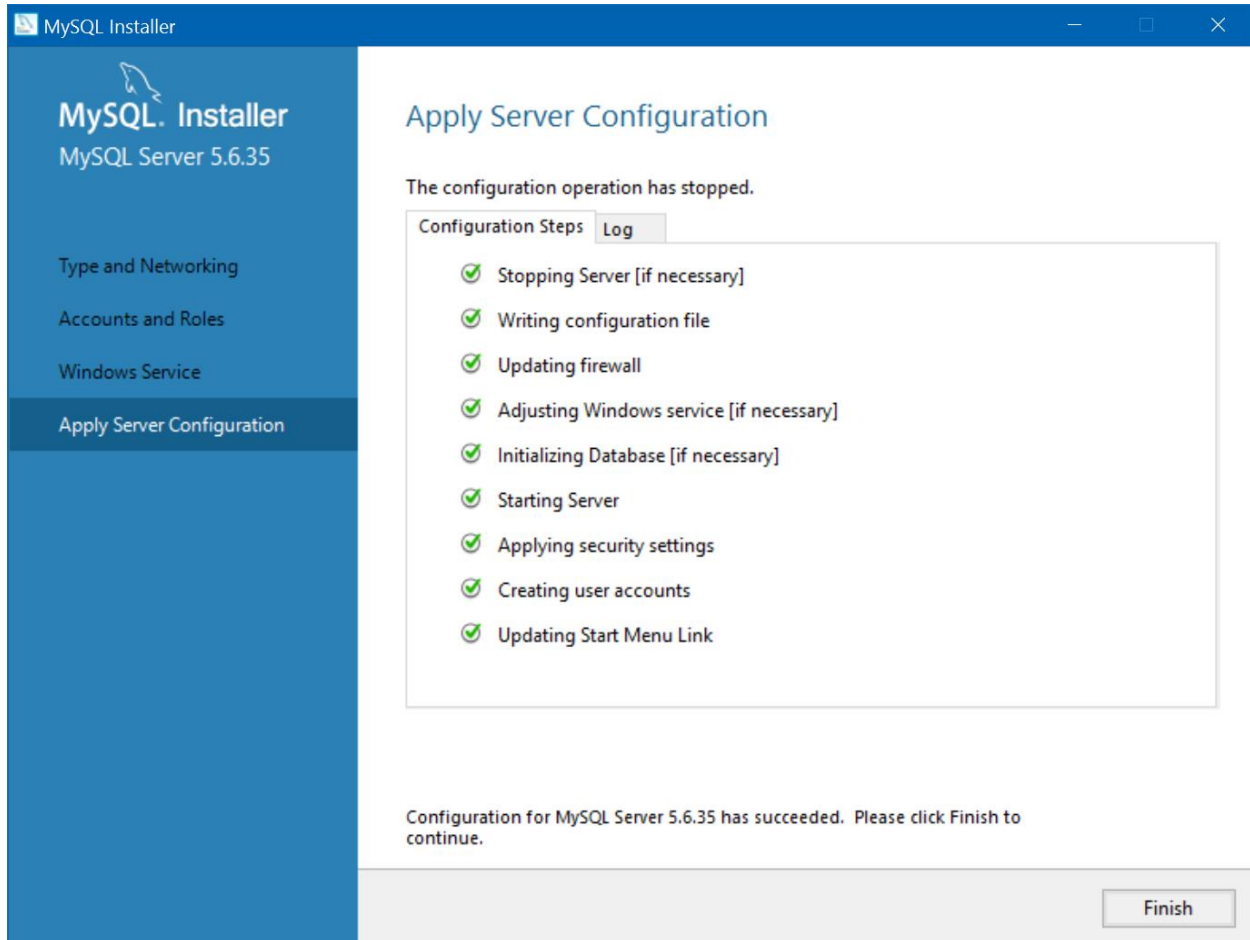 MySQL Installer
MySQL. Installer
MySQL Server 5.6.35
Type and Networking
Accounts and Roles
Windows Service
Apply Server Configuration
Apply Server Configuration
The configuration operation has stopped.
Configuration Steps Log
Stopping Server [if necessary]
Writing configuration file
Updating firewall
Adjusting Windows service [if necessary]
Initializing Database [if necessary]
Starting Server
Applying security settings
Creating user accounts
Updating Start Menu Link
Configuration for MySQL Server 5.6.35 has succeeded.  Please click Finish to
continue.
Finish